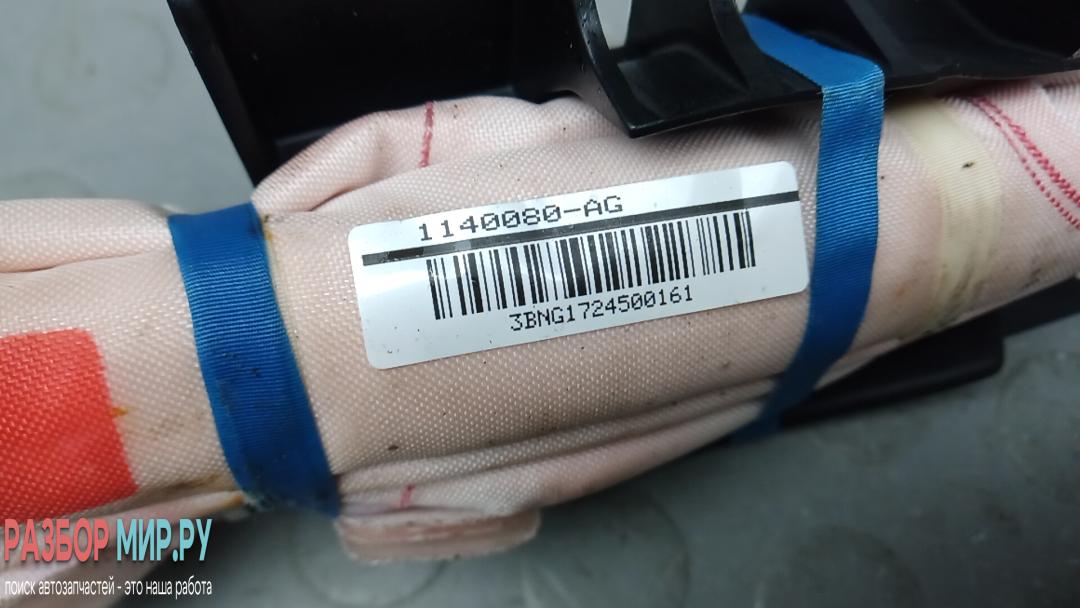 1140080-AG
3BNG1724500161
РАЗБОР МИР.РУ
поиск автозапчастей - это наша работа